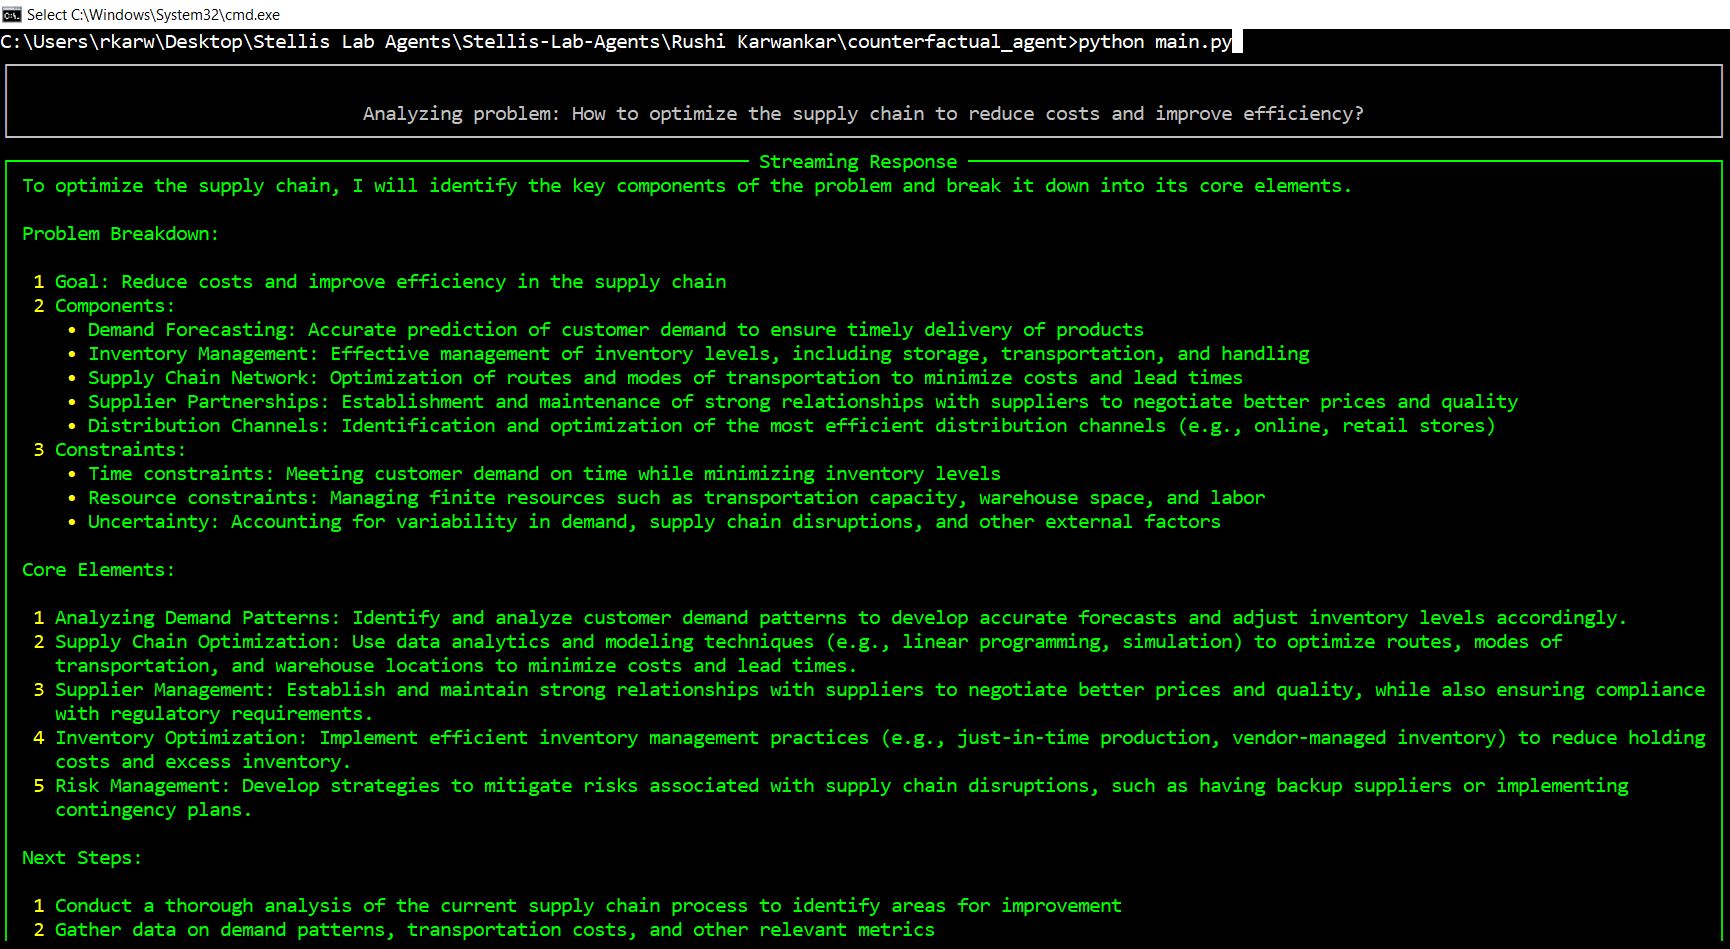 Select C:\Windows\System32\cmd.exe
C:\Users\rkarw\Desktop\Stellis Lab Agents\Stellis-Lab-Agents\Rushi Karwankar\counterfactual_agent>python main.py
Analyzing problem: How to optimize the supply chain to reduce costs and improve efficiency?
Streaming Response
To optimize the supply chain, I will identify the key components of the problem and break it down into its core elements.
Problem Breakdown:
1 Goal: Reduce costs and improve efficiency in the supply chain
2 Components:
• Demand Forecasting: Accurate prediction of customer demand to ensure timely delivery of products
• Inventory Management: Effective management of inventory levels, including storage, transportation, and handling
• Supply Chain Network: Optimization of routes and modes of transportation to minimize costs and lead times
• Supplier Partnerships: Establishment and maintenance of strong relationships with suppliers to negotiate better prices and quality
• Distribution Channels: Identification and optimization of the most efficient distribution channels (e.g., online, retail stores)
3 Constraints:
• Time constraints: Meeting customer demand on time while minimizing inventory levels
• Resource constraints: Managing finite resources such as transportation capacity, warehouse space, and labor
• Uncertainty: Accounting for variability in demand, supply chain disruptions, and other external factors
Core Elements:
1 Analyzing Demand Patterns: Identify and analyze customer demand patterns to develop accurate forecasts and adjust inventory levels accordingly.
2 Supply Chain Optimization: Use data analytics and modeling techniques (e.g., linear programming, simulation) to optimize routes, modes of
transportation, and warehouse locations to minimize costs and lead times.
3 Supplier Management: Establish and maintain strong relationships with suppliers to negotiate better prices and quality, while also ensuring compliance
with regulatory requirements.
4 Inventory Optimization: Implement efficient inventory management practices (e.g., just-in-time production, vendor-managed inventory) to reduce holding
costs and excess inventory.
5 Risk Management: Develop strategies to mitigate risks associated with supply chain disruptions, such as having backup suppliers or implementing
contingency plans.
Next Steps:
1 Conduct a thorough analysis of the current supply chain process to identify areas for improvement
2 Gather data on demand patterns, transportation costs, and other relevant metrics